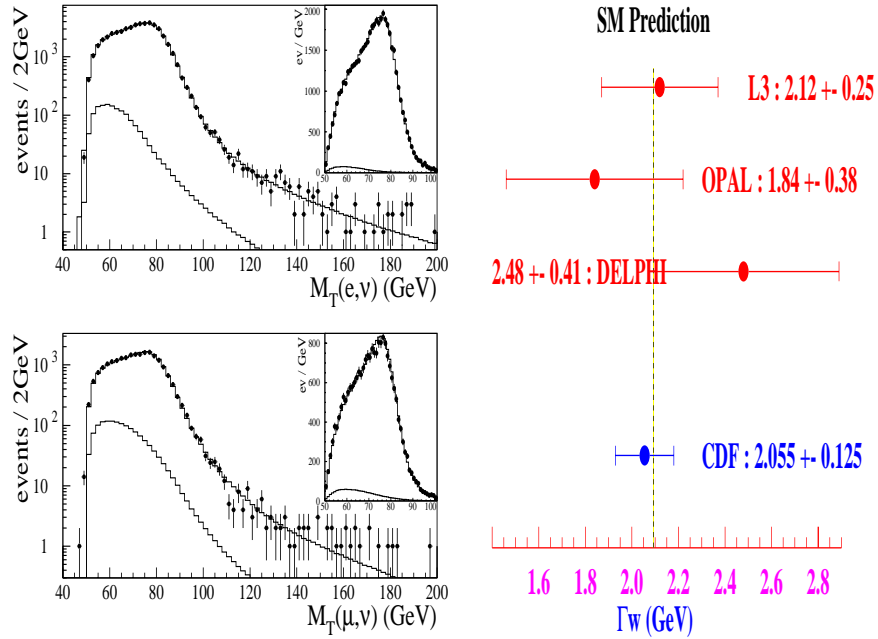 events / 2GeV
10³
10²
10
1
40 60 80 100 120 140 160 180 200
M_T(e,ν) (GeV)
ev / GeV
2000
1500
1000
500
0
50 60 70 80 90 100
events / 2GeV
10³
10²
10
1
40 60 80 100 120 140 160 180 200
M_T(μ,ν) (GeV)
ev / GeV
800
600
400
200
0
50 60 70 80 90 100
SM Prediction
L3 : 2.12 +- 0.25
OPAL : 1.84 +- 0.38
2.48 +- 0.41 : DELPHI
CDF : 2.055 +- 0.125
1.6 1.8 2.0 2.2 2.4 2.6 2.8
Γw (GeV)